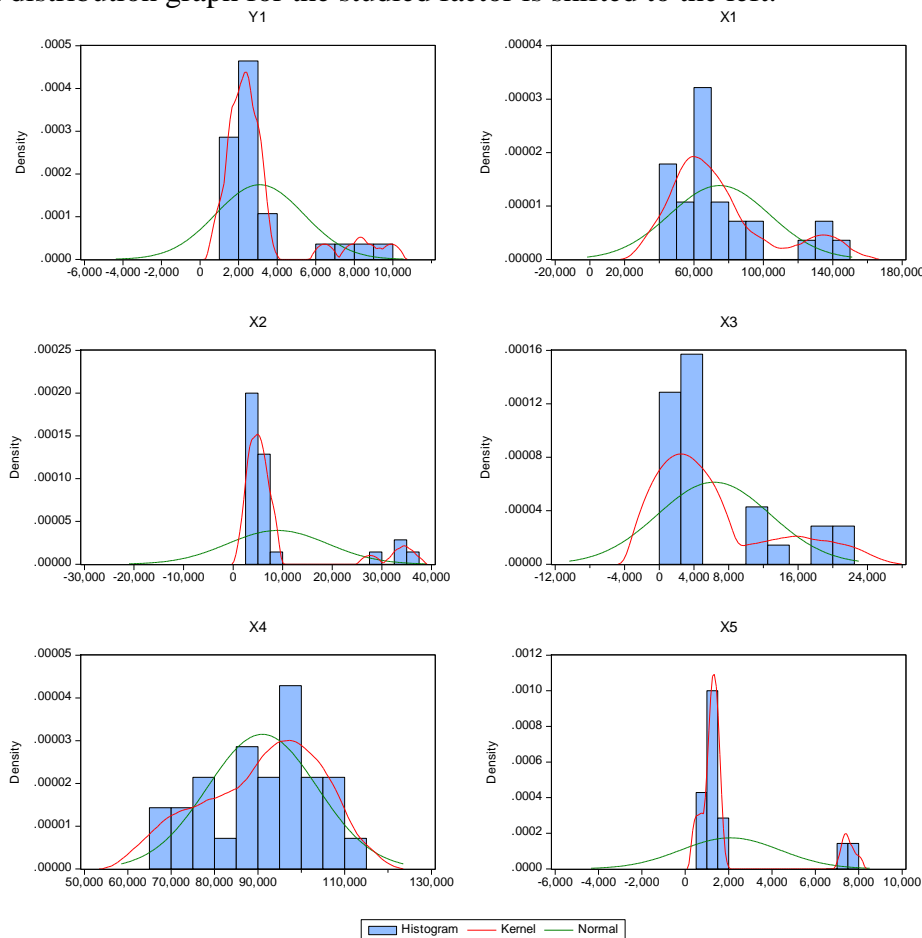 distribution graph for the studied factor is shifted to the left.
Y1
.0005
.0004
.0003
.0002
.0001
.0000
Density
-6,000 -4,000 -2,000 0 2,000 4,000 6,000 8,000 10,000
X1
.00004
.00003
.00002
.00001
.00000
Density
-20,000 0 20,000 60,000 100,000 140,000 180,000
X2
.00025
.00020
.00015
.00010
.00005
.00000
Density
-30,000 -20,000 -10,000 0 10,000 20,000 30,000 40,000
X3
.00016
.00012
.00008
.00004
.00000
Density
-12,000 -4,000 0 4,000 8,000 16,000 24,000
X4
.00005
.00004
.00003
.00002
.00001
.00000
Density
50,000 60,000 70,000 80,000 90,000 110,000 130,000
X5
.0012
.0010
.0008
.0006
.0004
.0002
.0000
Density
-6,000 -4,000 -2,000 0 2,000 4,000 6,000 8,000 10,000
Histogram Kernel Normal